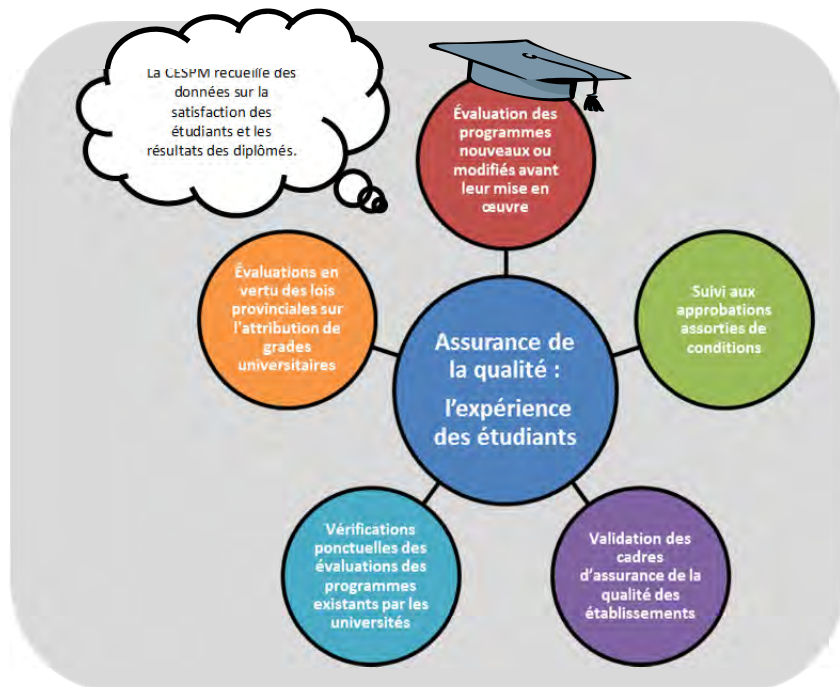 La CESPM recueille des
données sur la
satisfaction des
étudiants et les
résultats des diplômés.
Évaluation des
programmes
nouveaux ou
modifiés avant
leur mise en
œuvre
Évaluations en
vertu des lois
provinciales sur
l'attribution de
grades
universitaires
Suivi aux
approbations
assorties de
conditions
Assurance de
la qualité :
l’expérience
des étudiants
Vérifications
ponctuelles des
évaluations des
programmes
existants par les
universités
Validation des
cadres
d’assurance de la
qualité des
établissements